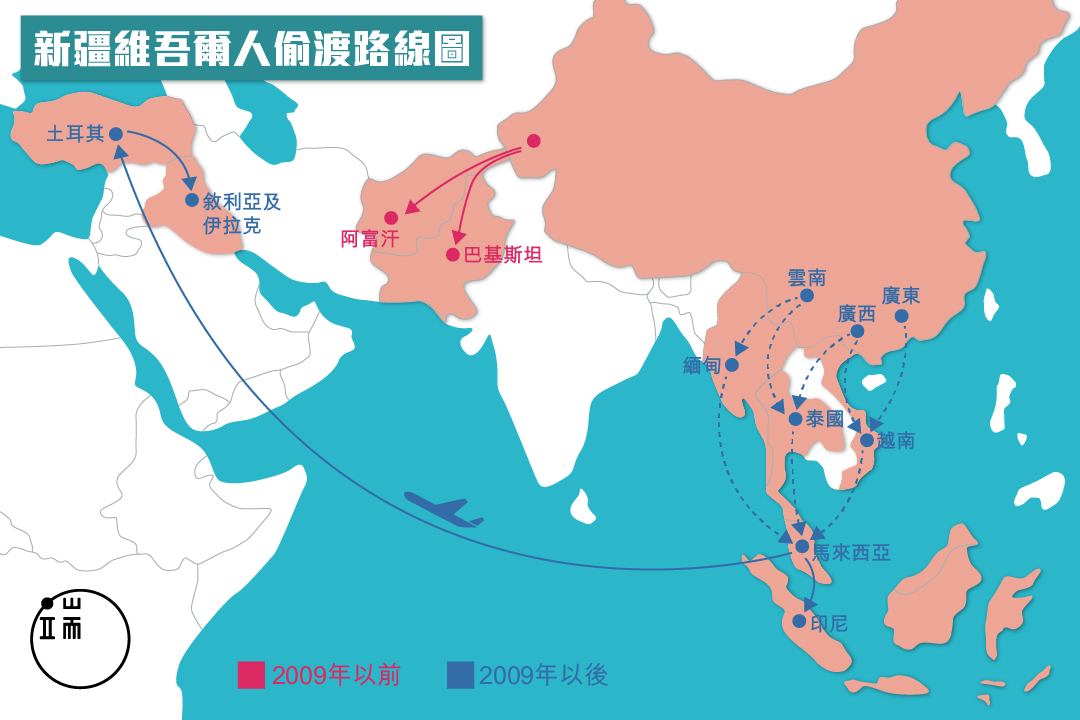 新疆維吾爾人偷渡路線圖
土耳其
敘利亞及
伊拉克
阿富汗
巴基斯坦
雲南
廣東
廣西
緬甸
泰國
越南
馬來西亞
印尼
端
2009年以前
2009年以後